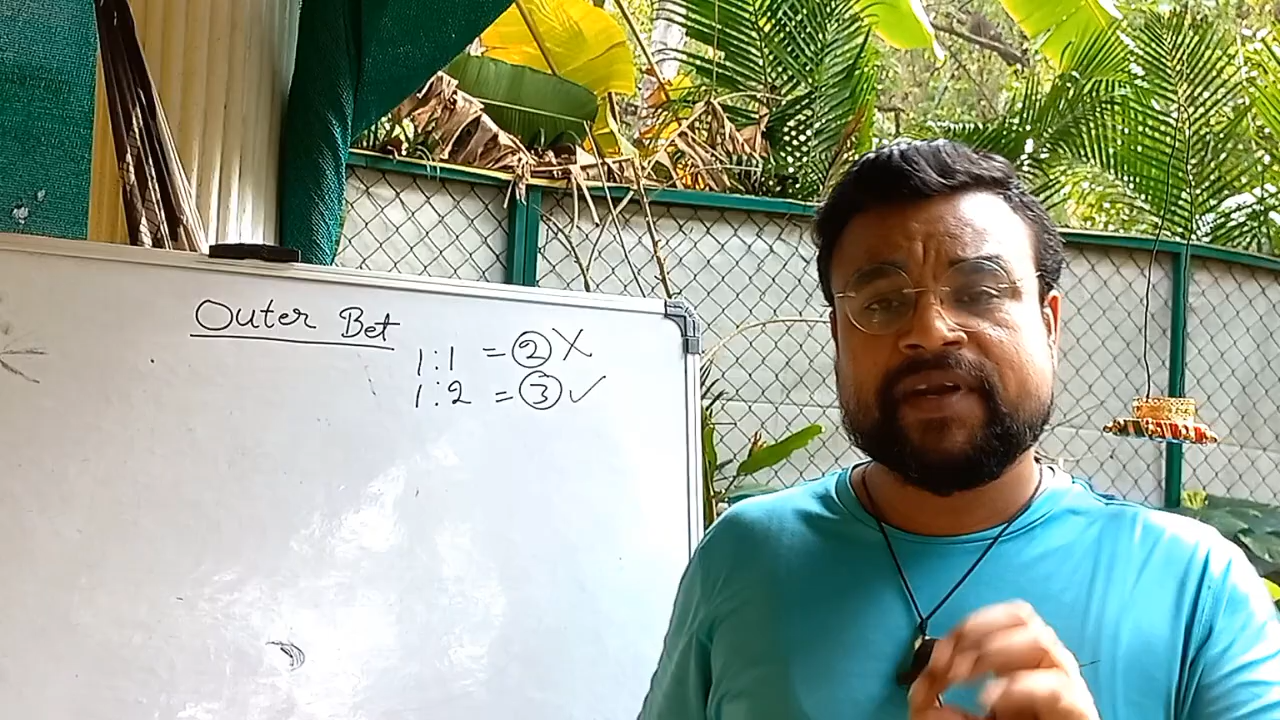 Outer Bet
1:1 = 2 X
1:2 = 3 ✓